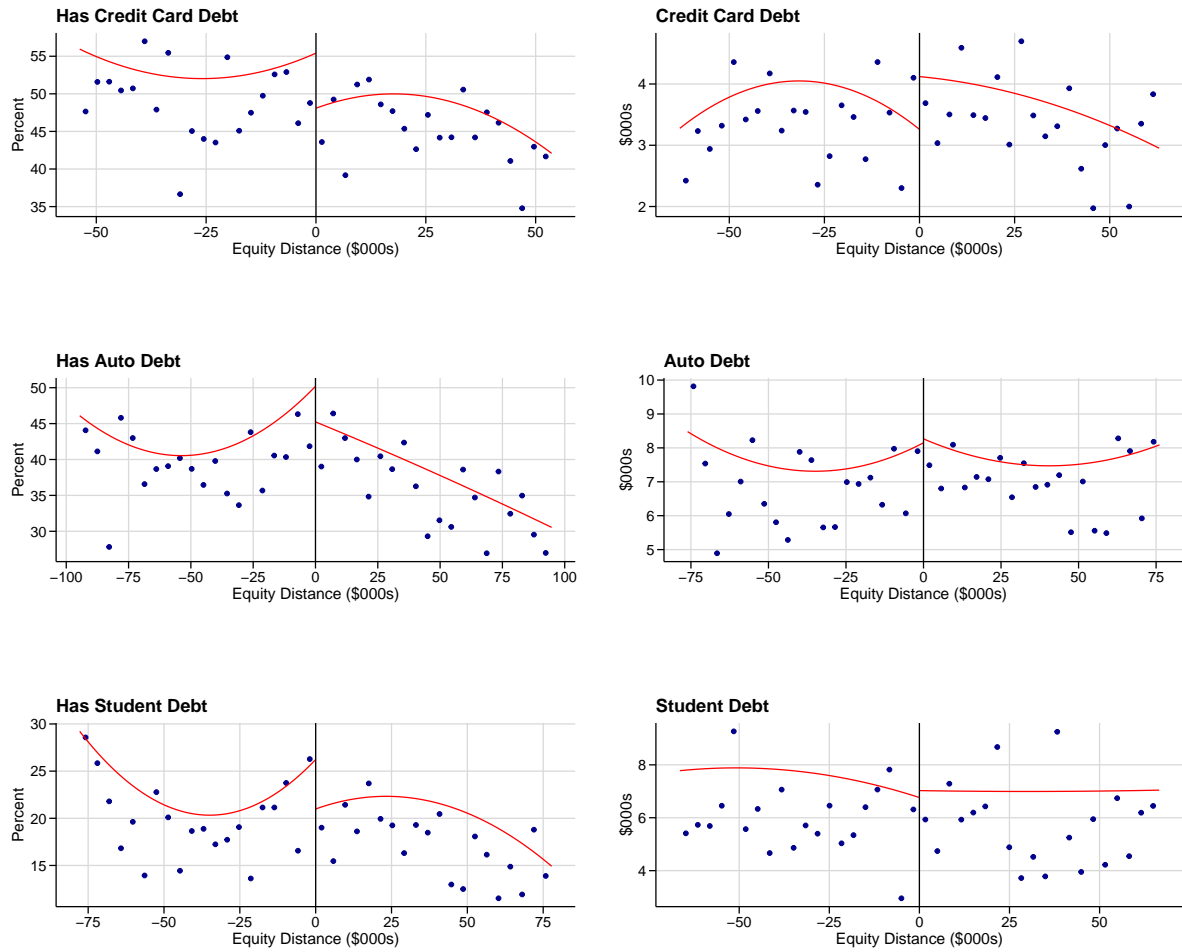 Has Credit Card Debt
Percent
55
50
45
40
35
−50 −25 0 25 50
Equity Distance ($000s)
Credit Card Debt
$000s
4
3
2
−50 −25 0 25 50
Equity Distance ($000s)
Has Auto Debt
Percent
50
45
40
35
30
−100 −75 −50 −25 0 25 50 75 100
Equity Distance ($000s)
Auto Debt
$000s
10
9
8
7
6
5
−75 −50 −25 0 25 50 75
Equity Distance ($000s)
Has Student Debt
Percent
30
25
20
15
−75 −50 −25 0 25 50 75
Equity Distance ($000s)
Student Debt
$000s
8
6
4
−50 −25 0 25 50
Equity Distance ($000s)